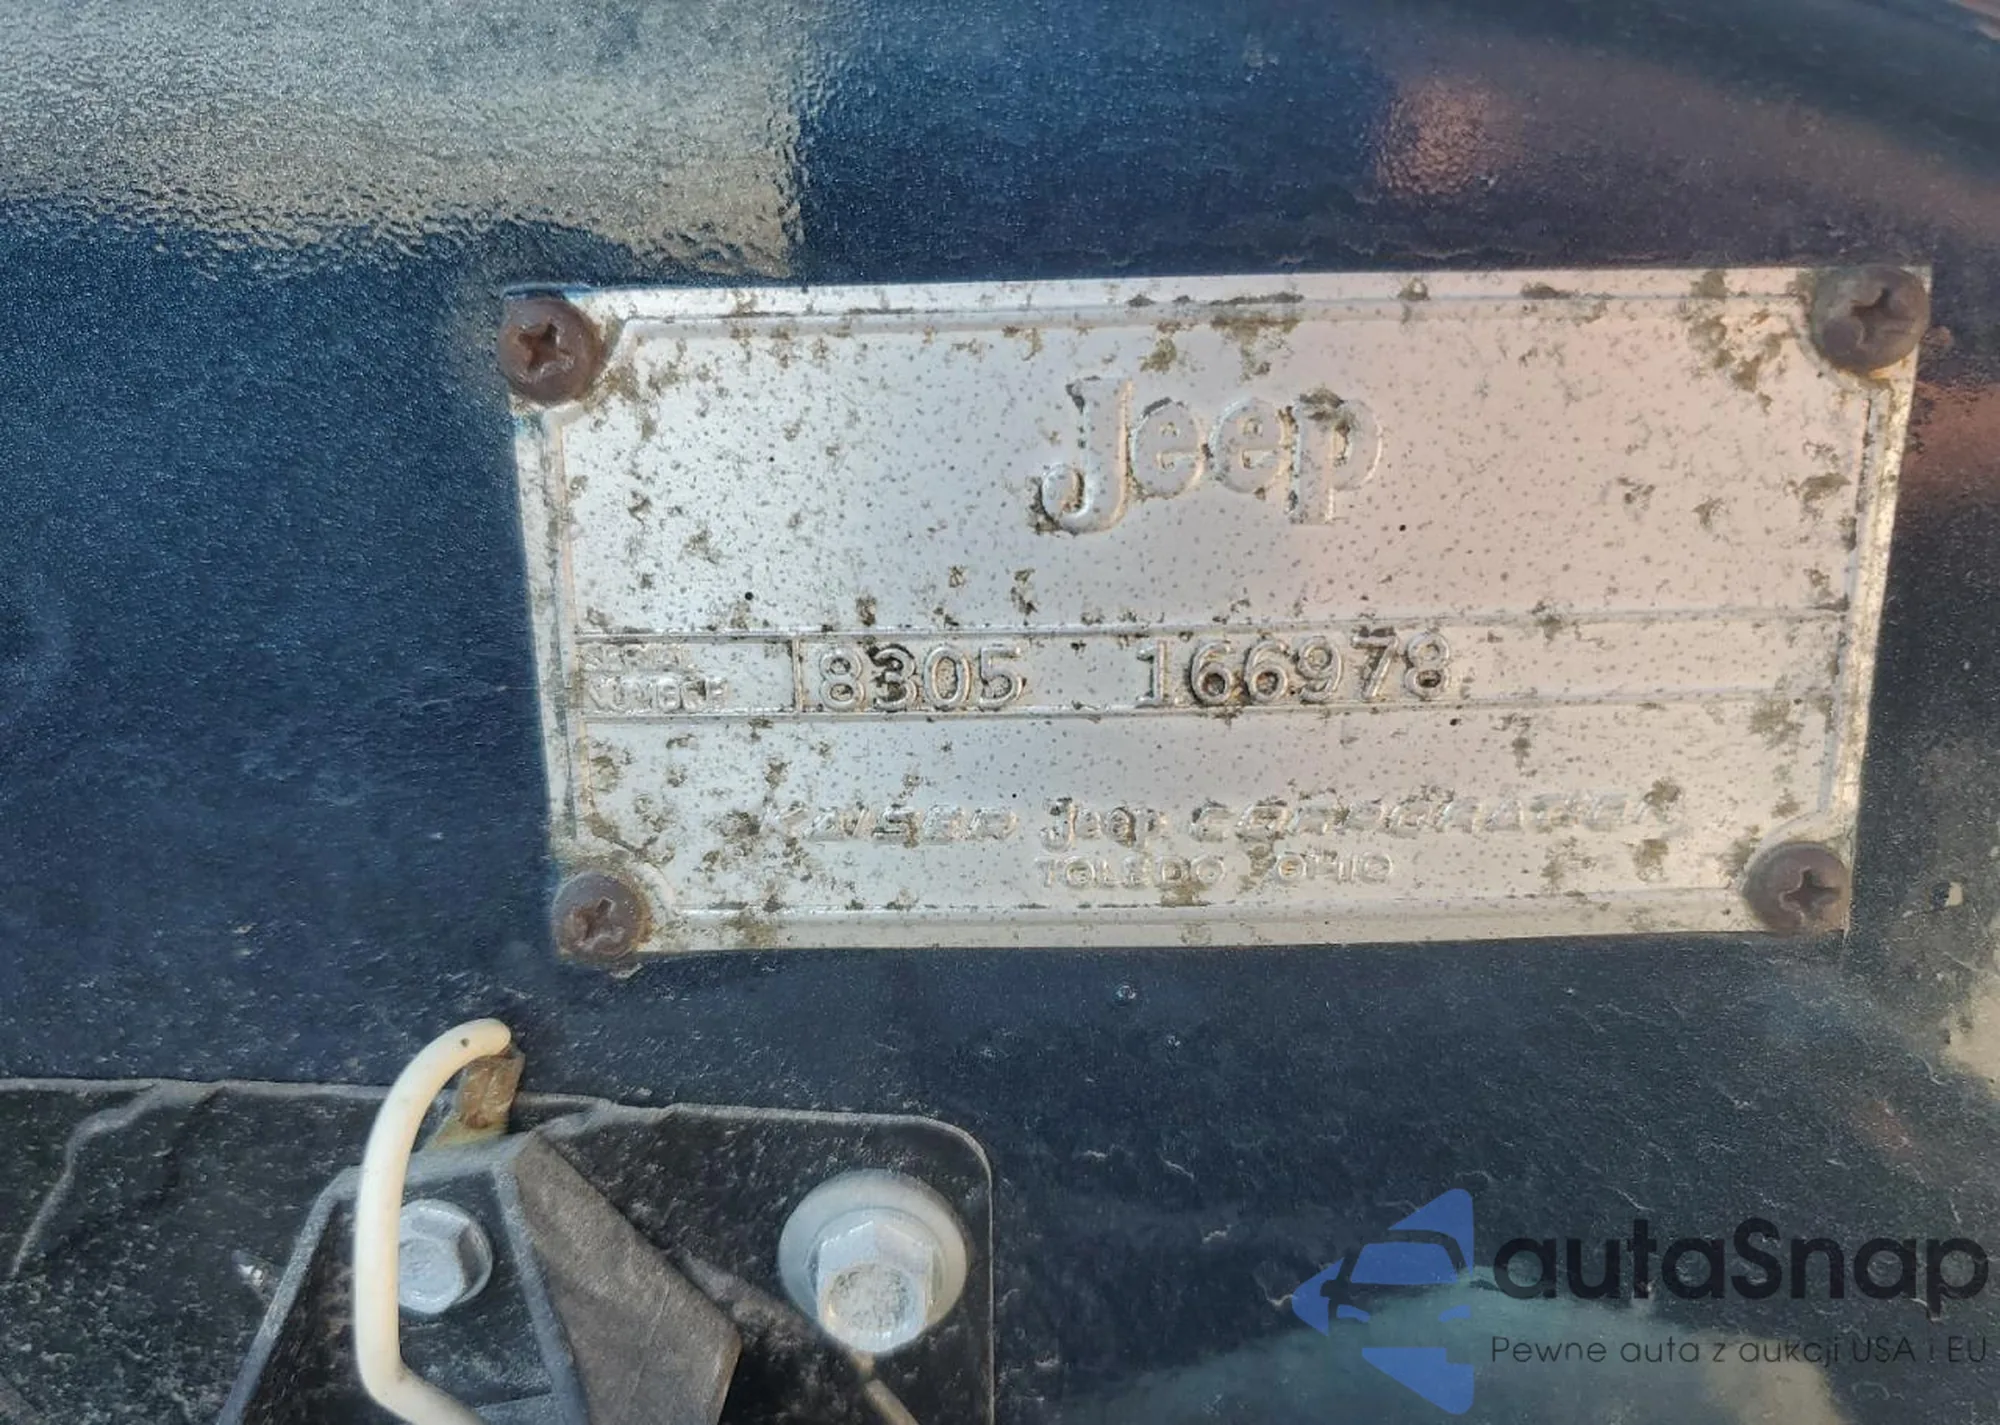 Jeep
SERIAL
NUMBER
8305 166978
KAISER Jeep CORPORATION
TOLEDO OHIO
autaSnap
Pewne auta z aukcji USA i EU